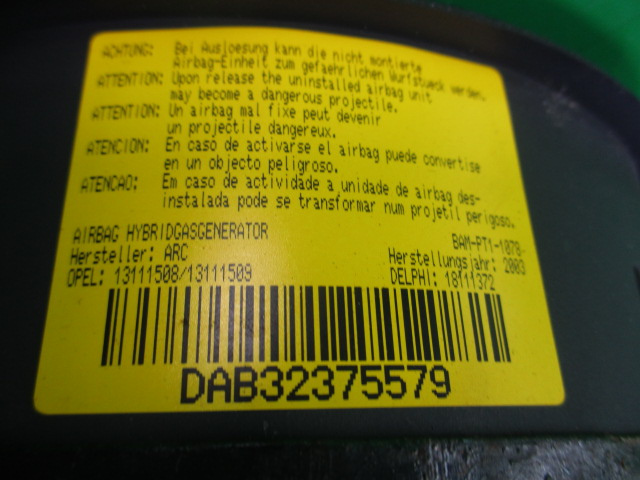 ACHTUNG: Bei Ausloesung kann die nicht montierte
Airbag-Einheit zum gefaehrlichen Wurfstueck werden.
ATTENTION: Upon release the uninstalled airbag unit
may become a dangerous projectile.
ATTENTION: Un airbag mal fixe peut devenir
un projectile dangereux.
ATENCION: En caso de activarse el airbag puede convertise
en un objecto peligroso.
ATENCAO: Em caso de actividade a unidade de airbag des-
instalada pode se transformar num projetil perigoso.
AIRBAG HYBRIDGASGENERATOR BAM-PT1-1078-
Hersteller: ARC Herstellungsjahr: 2003
OPEL: 13111508/13111509 DELPHI: 18111372
DAB32375579